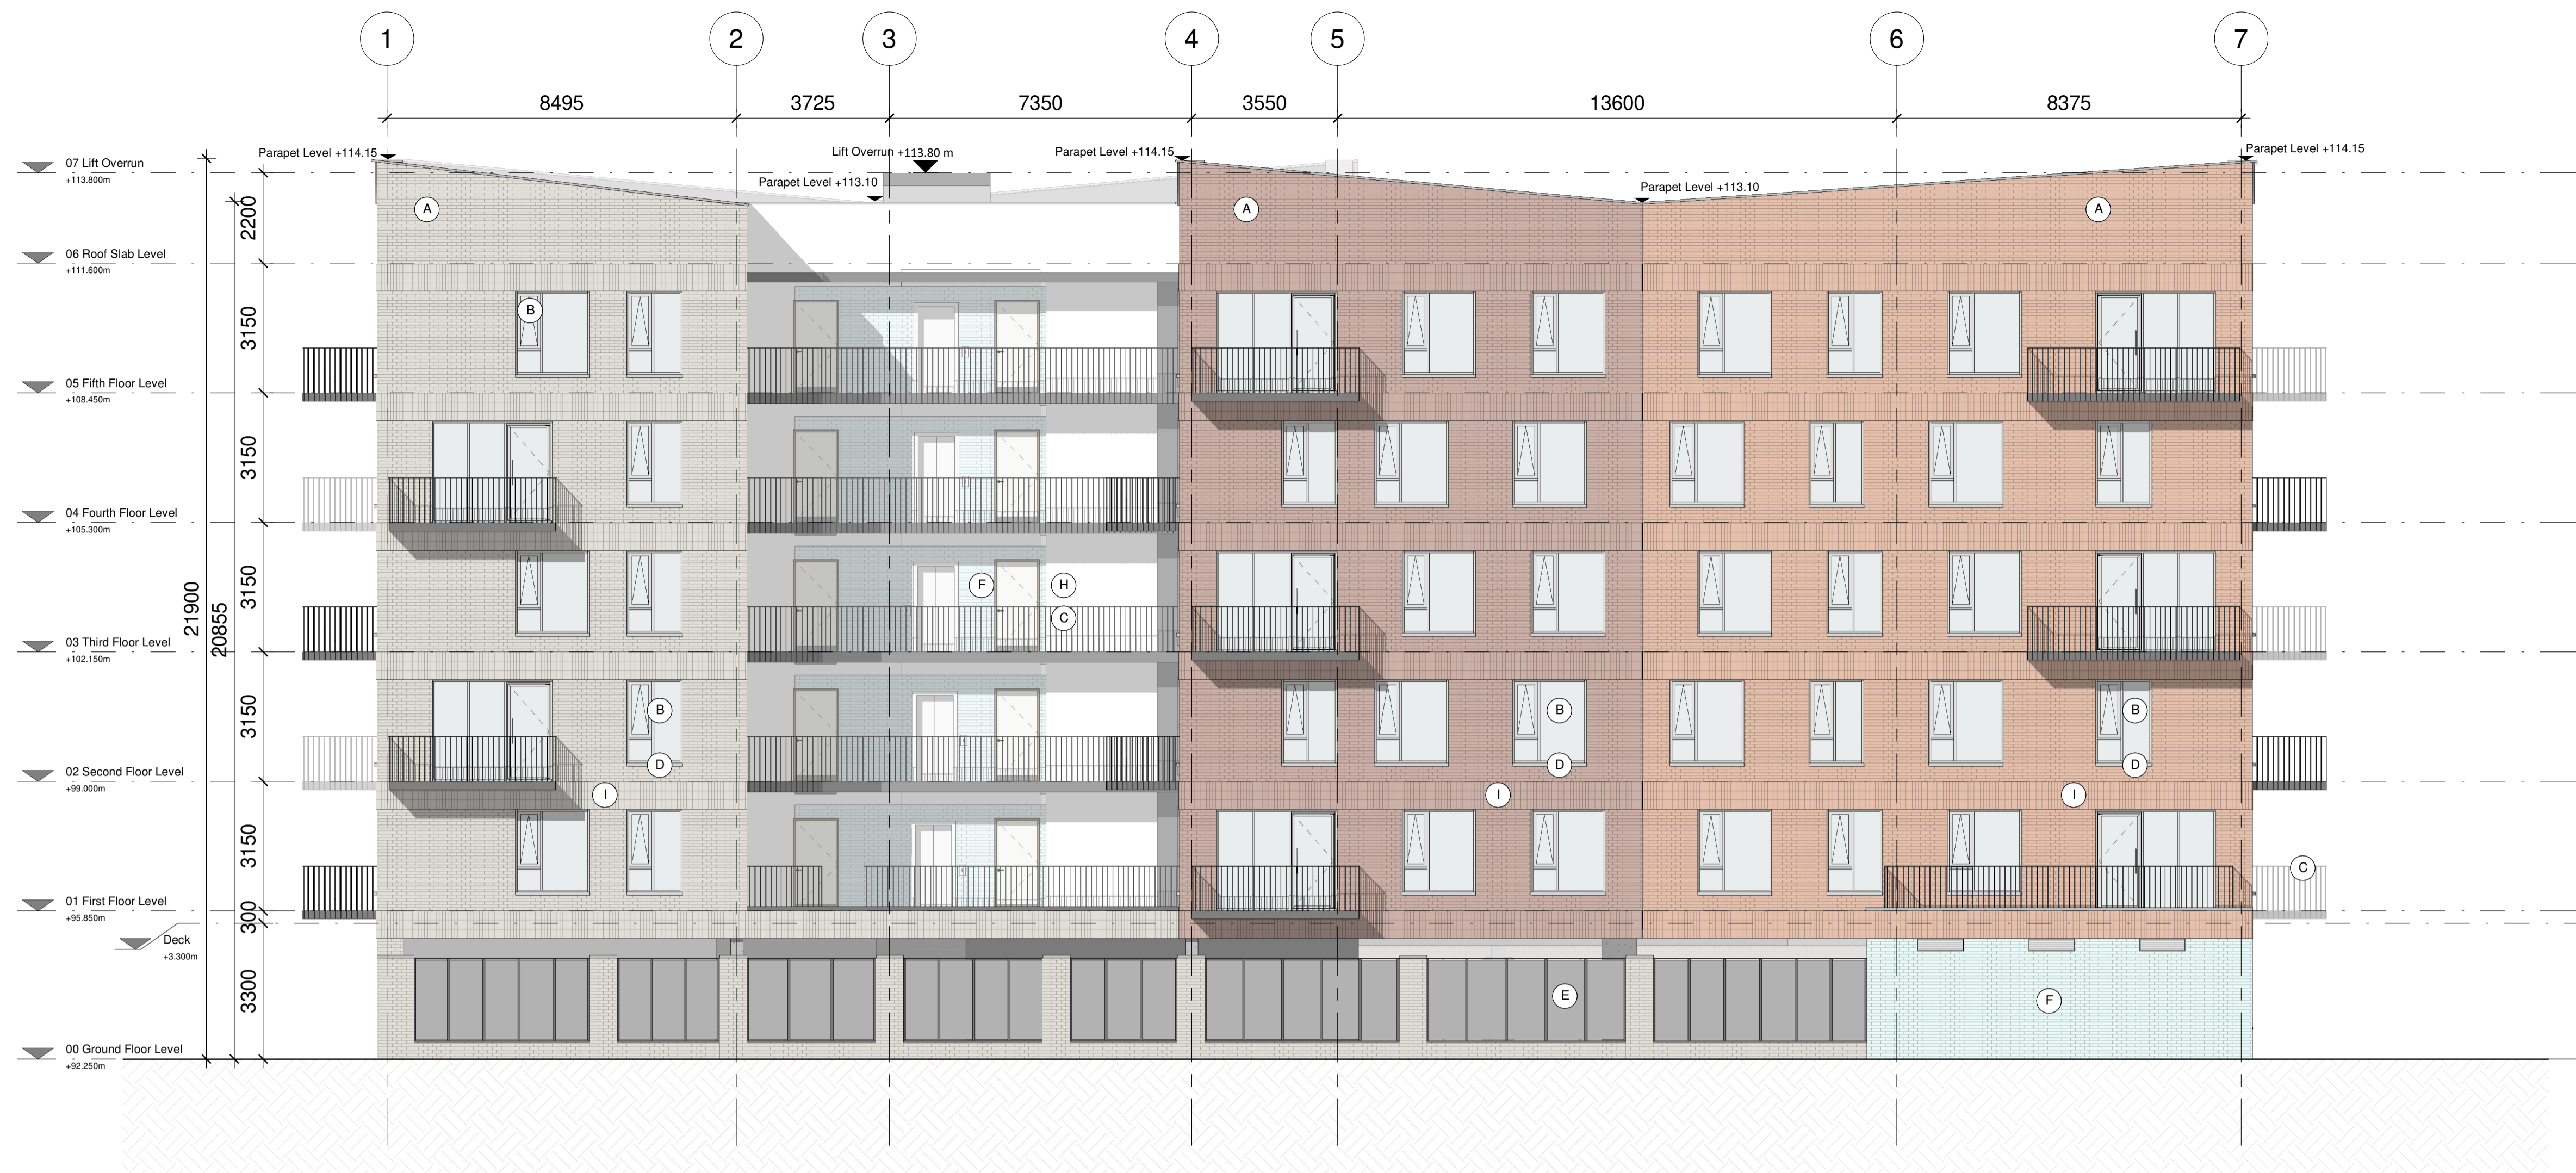 1
2
3
4
5
6
7
8495
3725
7350
3550
13600
8375
Parapet Level +114.15
Lift Overrun +113.80 m
Parapet Level +114.15
Parapet Level +114.15
Parapet Level +113.10
Parapet Level +113.10
07 Lift Overrun
+113.800m
2200
A
A
A
06 Roof Slab Level
+111.600m
3150
B
05 Fifth Floor Level
+108.450m
3150
04 Fourth Floor Level
+105.300m
3150
21900
20855
F
H
C
03 Third Floor Level
+102.150m
3150
B
B
B
D
D
D
02 Second Floor Level
+99.000m
I
I
I
3150
C
01 First Floor Level
+95.850m
300
Deck
+3.300m
3300
E
F
00 Ground Floor Level
+92.250m